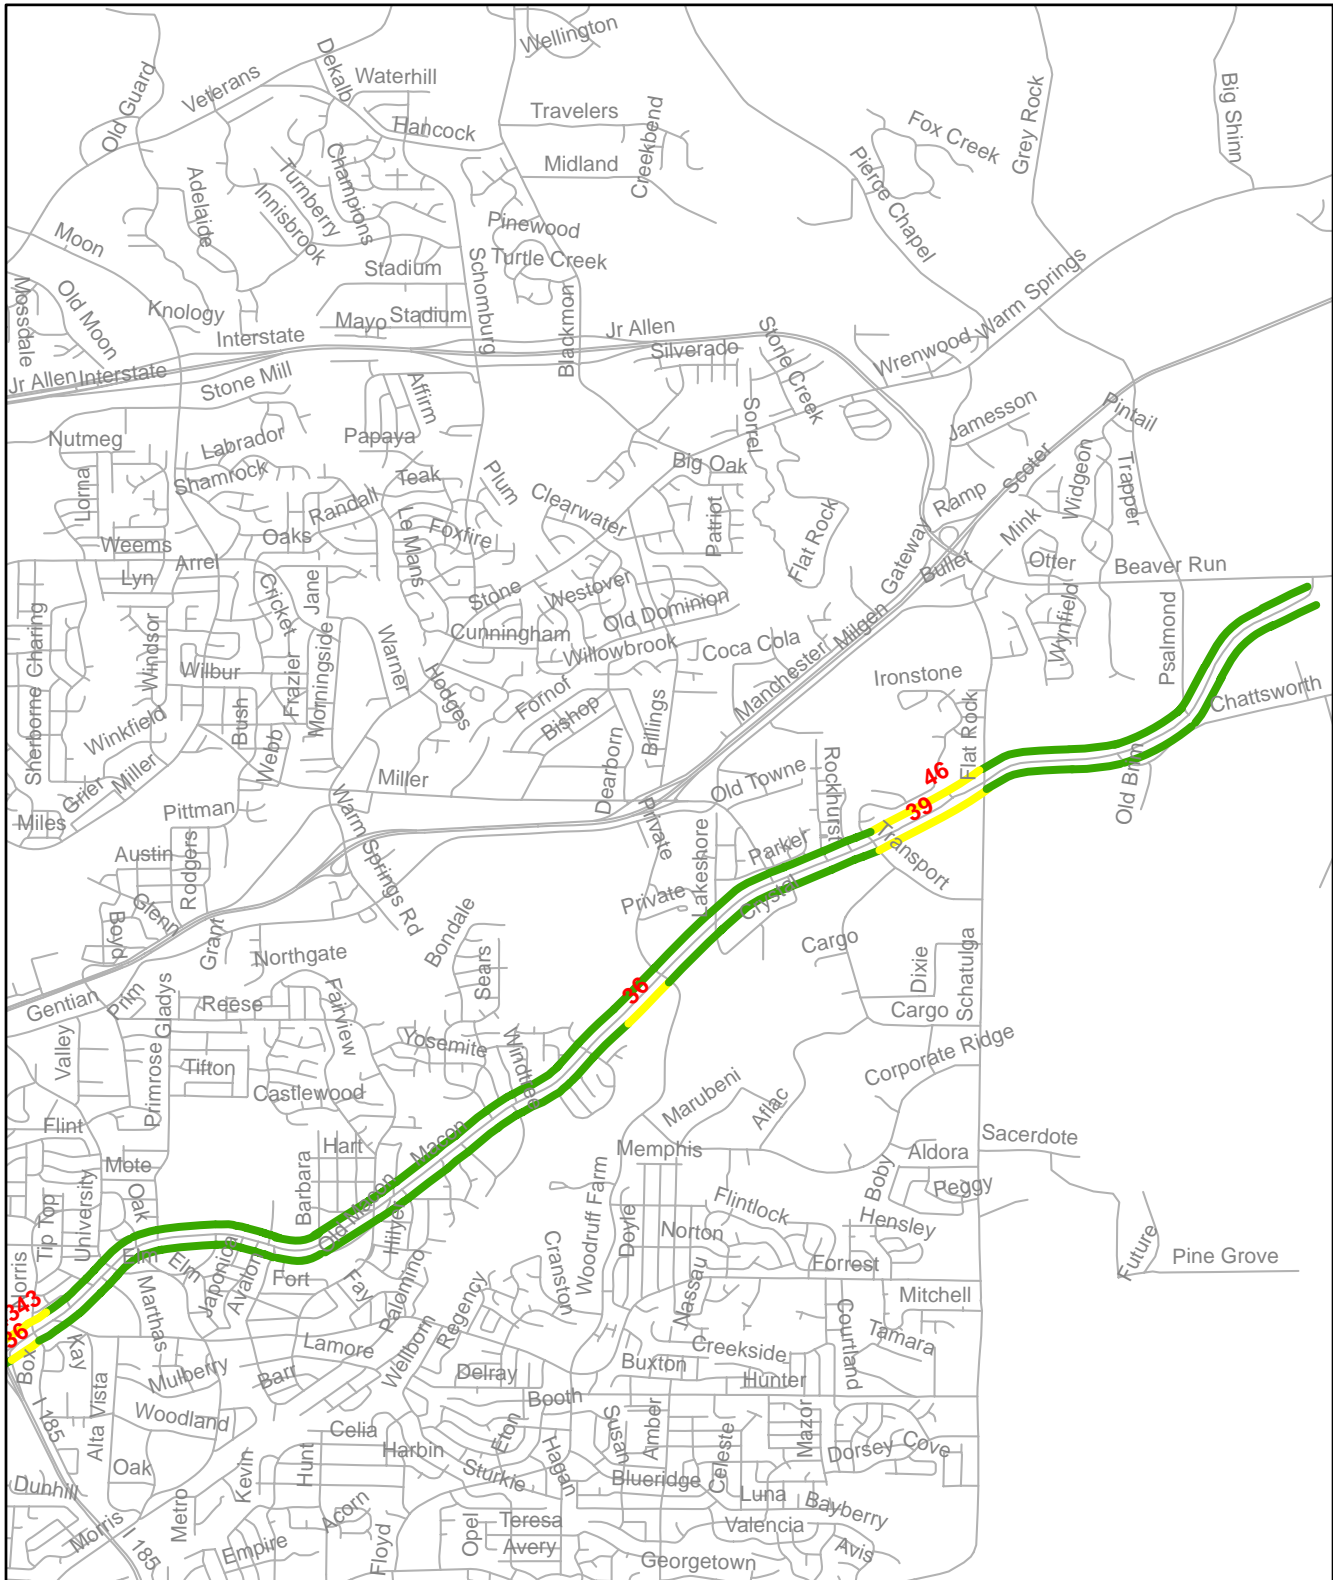 Wellington
Old Guard
Veterans
Dekalb
Waterhill
Hancock
Travelers
Midland
Creekbend
Fox Creek
Grey Rock
Big Shinn
Pierce Chapel
Adelaide
Turnberry
Champions
Innisbrook
Pinewood
Turtle Creek
Moon
Mossdale
Old Moon
Knology
Stadium
Stadium
Mayo
Interstate
Schomburg
Blackmon
Jr Allen
Silverado
Stone Creek
Wrenwood
Warm Springs
Jr Allen
Interstate
Stone Mill
Affirm
Nutmeg
Labrador
Papaya
Sorrel
Jamesson
Pintail
Lorna
Shamrock
Teak
Plum
Big Oak
Scooter
Widgeon
Trapper
Randall
Clearwater
Patriot
Ramp
Weems
Oaks
Le Mans
Foxfire
Flat Rock
Gateway
Mink
Arrel
Lyn
Cricket
Jane
Stone
Westover
Bullet
Otter
Beaver Run
Old Dominion
Milgen
Wynfield
Psalmond
Sherborne
Charing
Windsor
Cunningham
Willowbrook
Coca Cola
Manchester
Wilbur
Frazier
Morningside
Warner
Hodges
Fornof
Bishop
Billings
Ironstone
Chattsworth
Winkfield
Bush
Webb
Flat Rock
Grier
Miller
Miller
Dearborn
Old Towne
Rockhurst
46
39
Old Brim
Miles
Pittman
Warm Springs Rd
Private
Parker
Transport
Austin
Rodgers
Lakeshore
Private
Crystal
Glenn
Boyd
Grant
Northgate
Bondale
Cargo
Dixie
Schatulga
Gentian
Prim
Gladys
Reese
Fairview
Sears
36
Cargo
Valley
Primrose
Tifton
Yosemite
Windtree
Corporate Ridge
Castlewood
Marubeni
Aflac
Flint
Hart
Macon
Memphis
Sacerdote
Mote
Barbara
Aldora
Boby
Peggy
Tip Top
University
Oak
Old Macon
Hilyer
Woodruff Farm
Doyle
Flintlock
Norton
Hensley
Elm
Elm
Japonica
Avalon
Fort
Fay
Palomino
Cranston
Forrest
Future
Pine Grove
343
36
Marthas
Regency
Nassau
Mitchell
Courtland
Tamara
Box
Kay
Lamore
Wellborn
Creekside
Buxton
Mulberry
Barr
Delray
Hunter
Booth
I 185
Alta Vista
Woodland
Celia
Eton
Susan
Amber
Mazor
Harbin
Hagan
Celeste
Dorsey
Cove
Oak
Kevin
Hunt
Sturkie
Blueridge
Dunhill
Luna
Bayberry
Metro
Acorn
Teresa
Valencia
Morris
I 185
Empire
Floyd
Opel
Avery
Georgetown
Avis